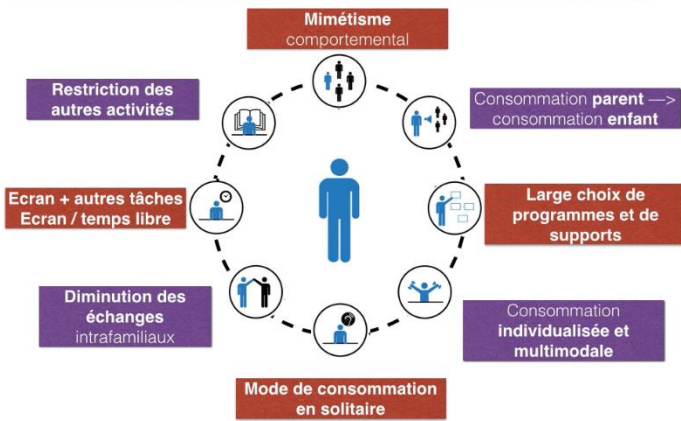 Mimétisme
comportemental
Restriction des
autres activités
Consommation parent —>
consommation enfant
Ecran + autres tâches
Ecran / temps libre
Large choix de
programmes et de
supports
Diminution des
échanges
intrafamiliaux
Consommation
individualisée et
multimodale
Mode de consommation
en solitaire